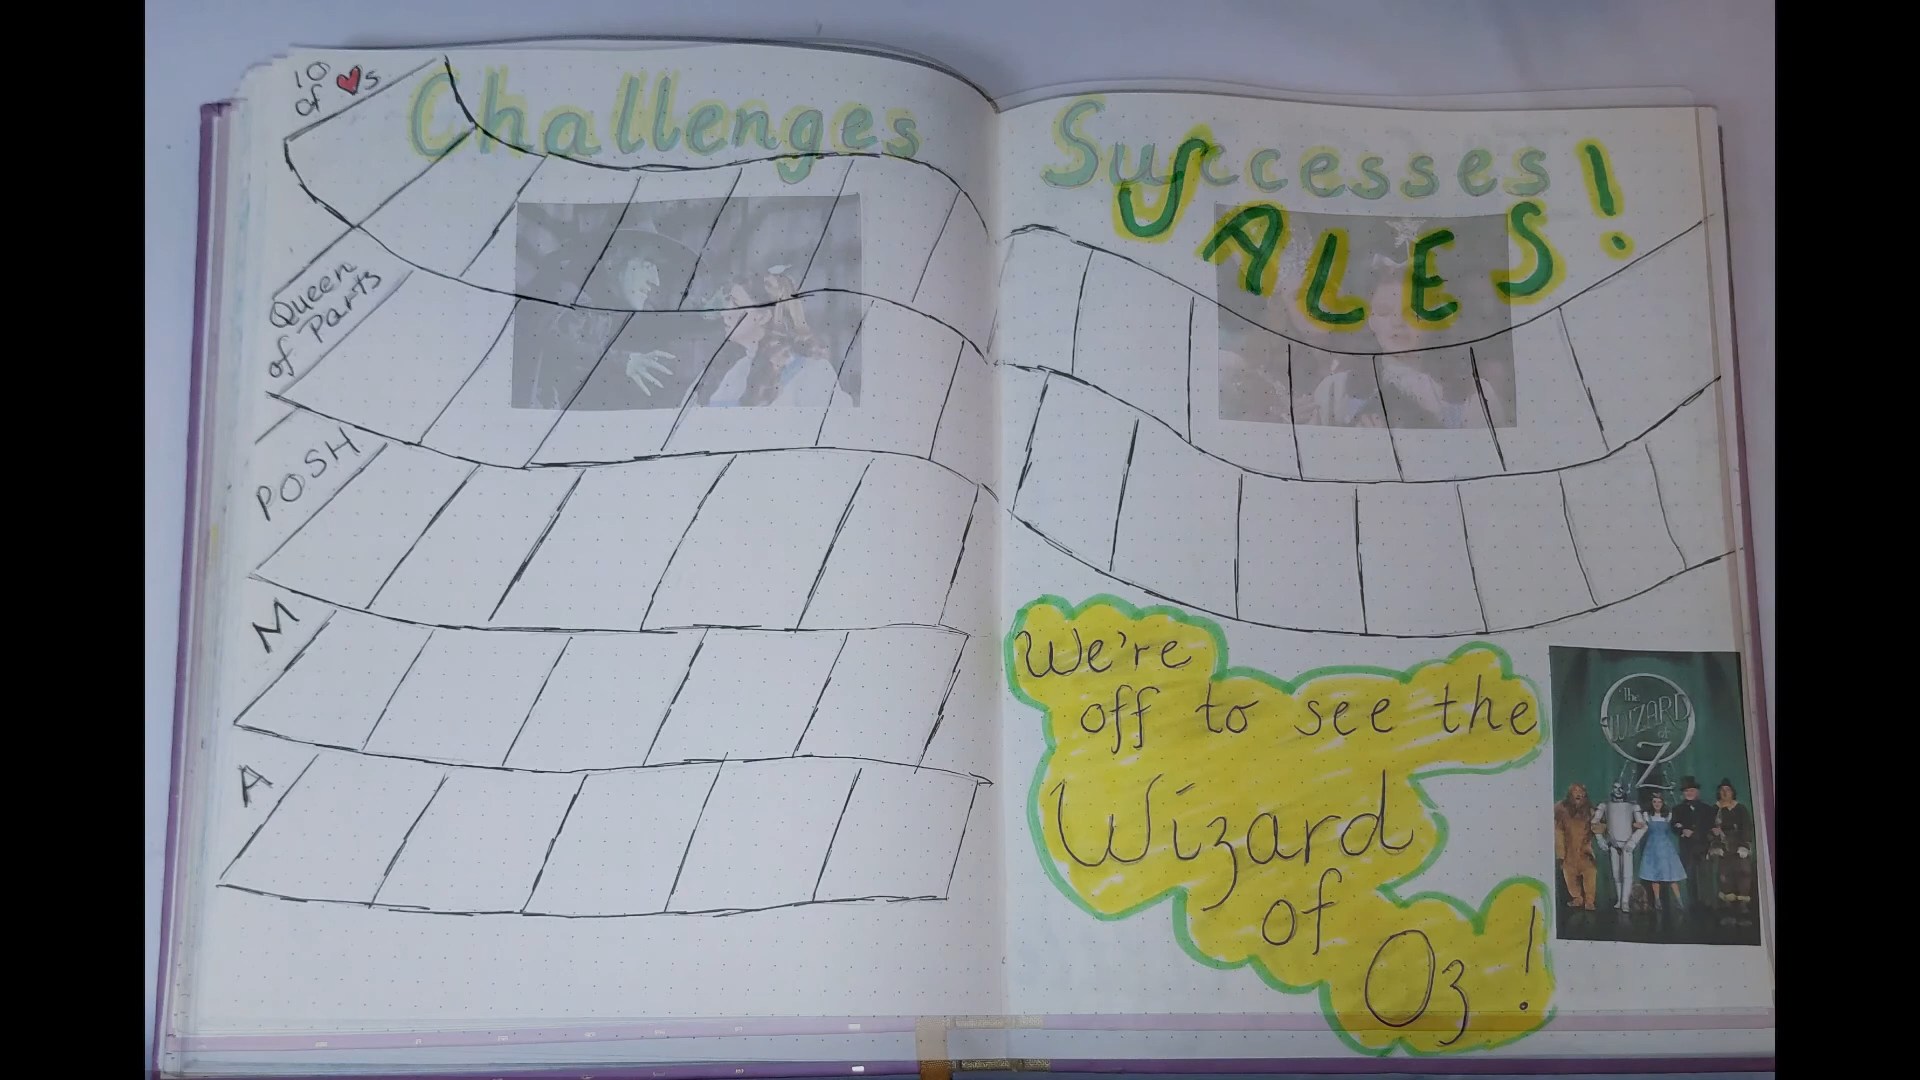 10
of ♥s
Challenges
Queen
of Parts
POSH
M
A
Successes
SALES!
We're
off to see the
Wizard
of
Oz!
The
WIZARD
of
OZ